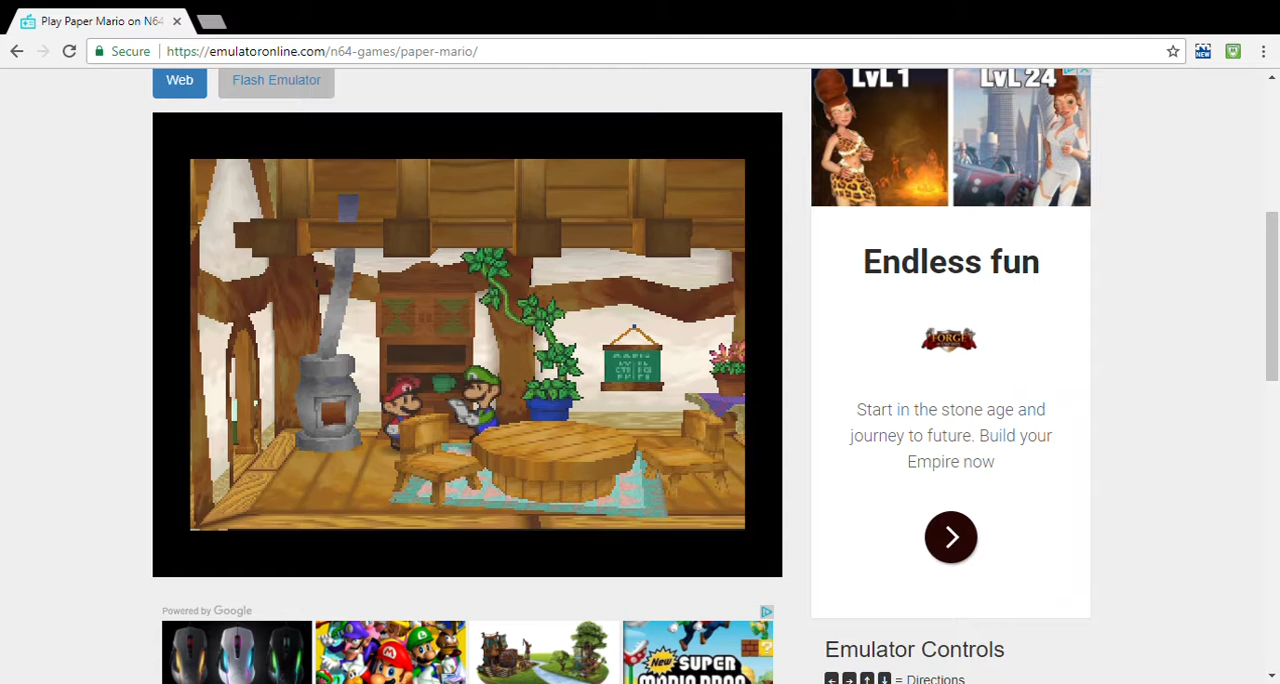 Play Paper Mario on N64
Secure
https://emulatoronline.com/n64-games/paper-mario/
NEW
Web
Flash Emulator
LVL 1
LVL 24
Endless fun
FORGE
Start in the stone age and
journey to future. Build your
Empire now
Powered by Google
New
SUPER
Emulator Controls
= Directions